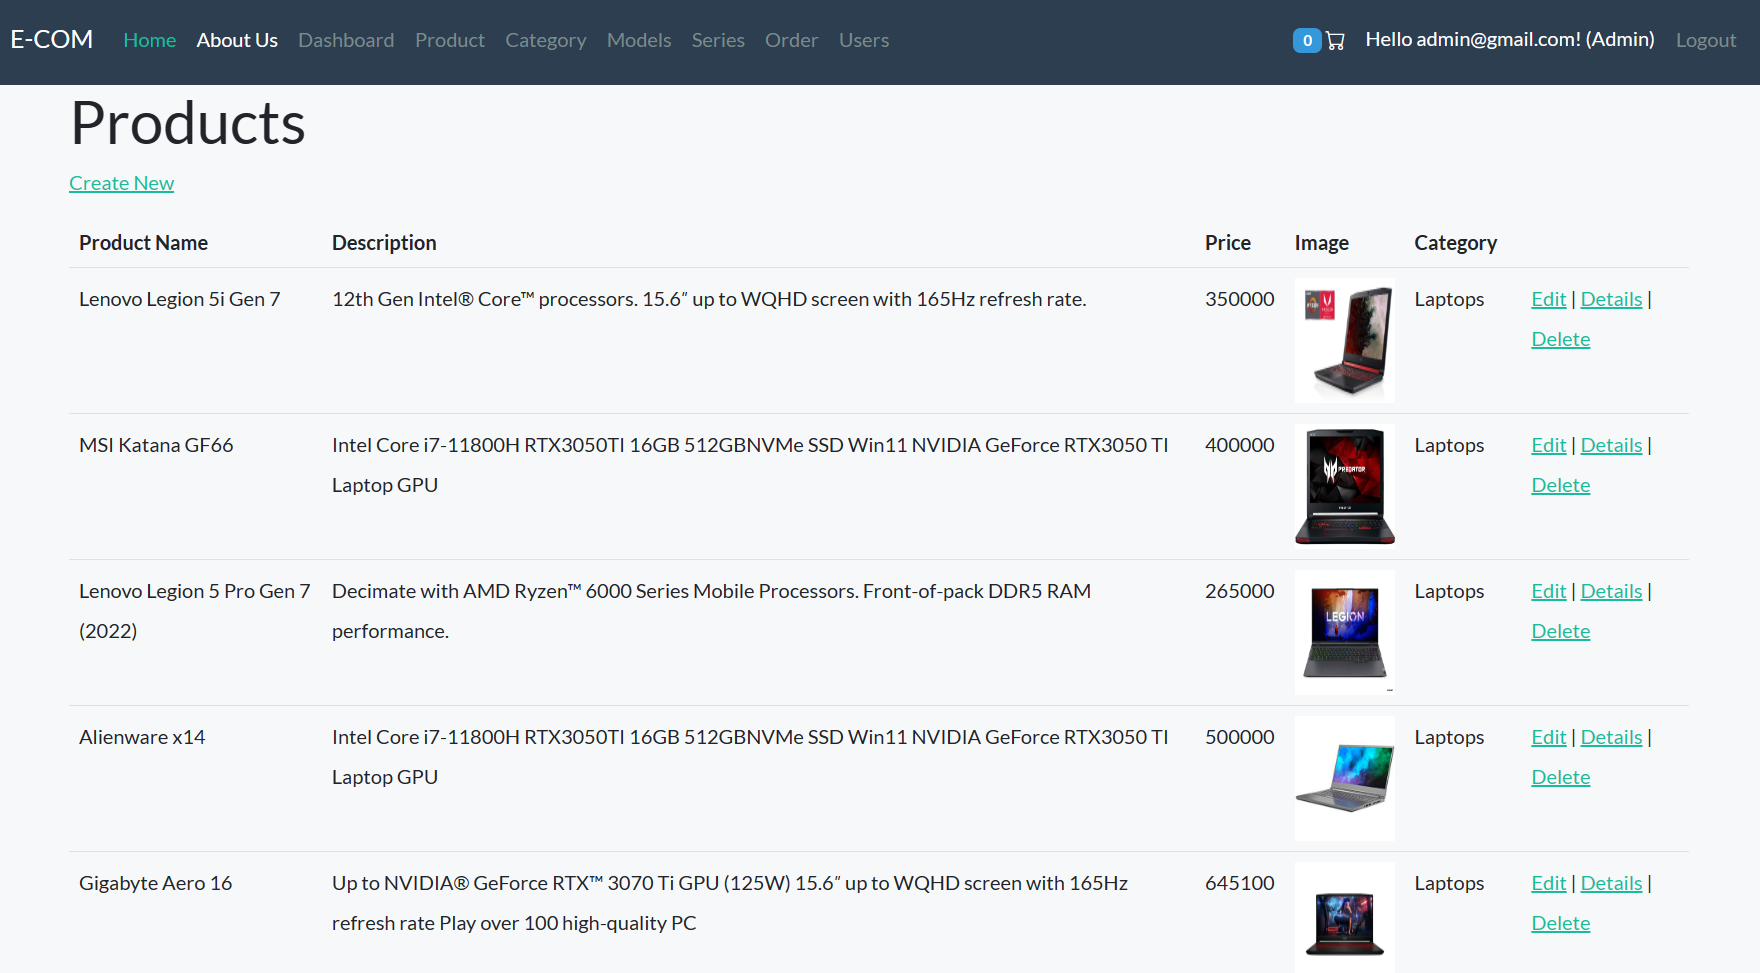 E-COM Home About Us Dashboard Product Category Models Series Order Users 0 Hello admin@gmail.com! (Admin) Logout
Products
Create New
Product Name Description Price Image Category
Lenovo Legion 5i Gen 7 12th Gen Intel® Core™ processors. 15.6″ up to WQHD screen with 165Hz refresh rate. 350000 Laptops Edit | Details |
Delete
MSI Katana GF66 Intel Core i7-11800H RTX3050TI 16GB 512GBNVMe SSD Win11 NVIDIA GeForce RTX3050 TI 400000 Laptops Edit | Details |
Laptop GPU Delete
PREDATOR
Lenovo Legion 5 Pro Gen 7 Decimate with AMD Ryzen™ 6000 Series Mobile Processors. Front-of-pack DDR5 RAM 265000 Laptops Edit | Details |
(2022) performance. Delete
LEGION
Alienware x14 Intel Core i7-11800H RTX3050TI 16GB 512GBNVMe SSD Win11 NVIDIA GeForce RTX3050 TI 500000 Laptops Edit | Details |
Laptop GPU Delete
Gigabyte Aero 16 Up to NVIDIA® GeForce RTX™ 3070 Ti GPU (125W) 15.6″ up to WQHD screen with 165Hz 645100 Laptops Edit | Details |
refresh rate Play over 100 high-quality PC Delete